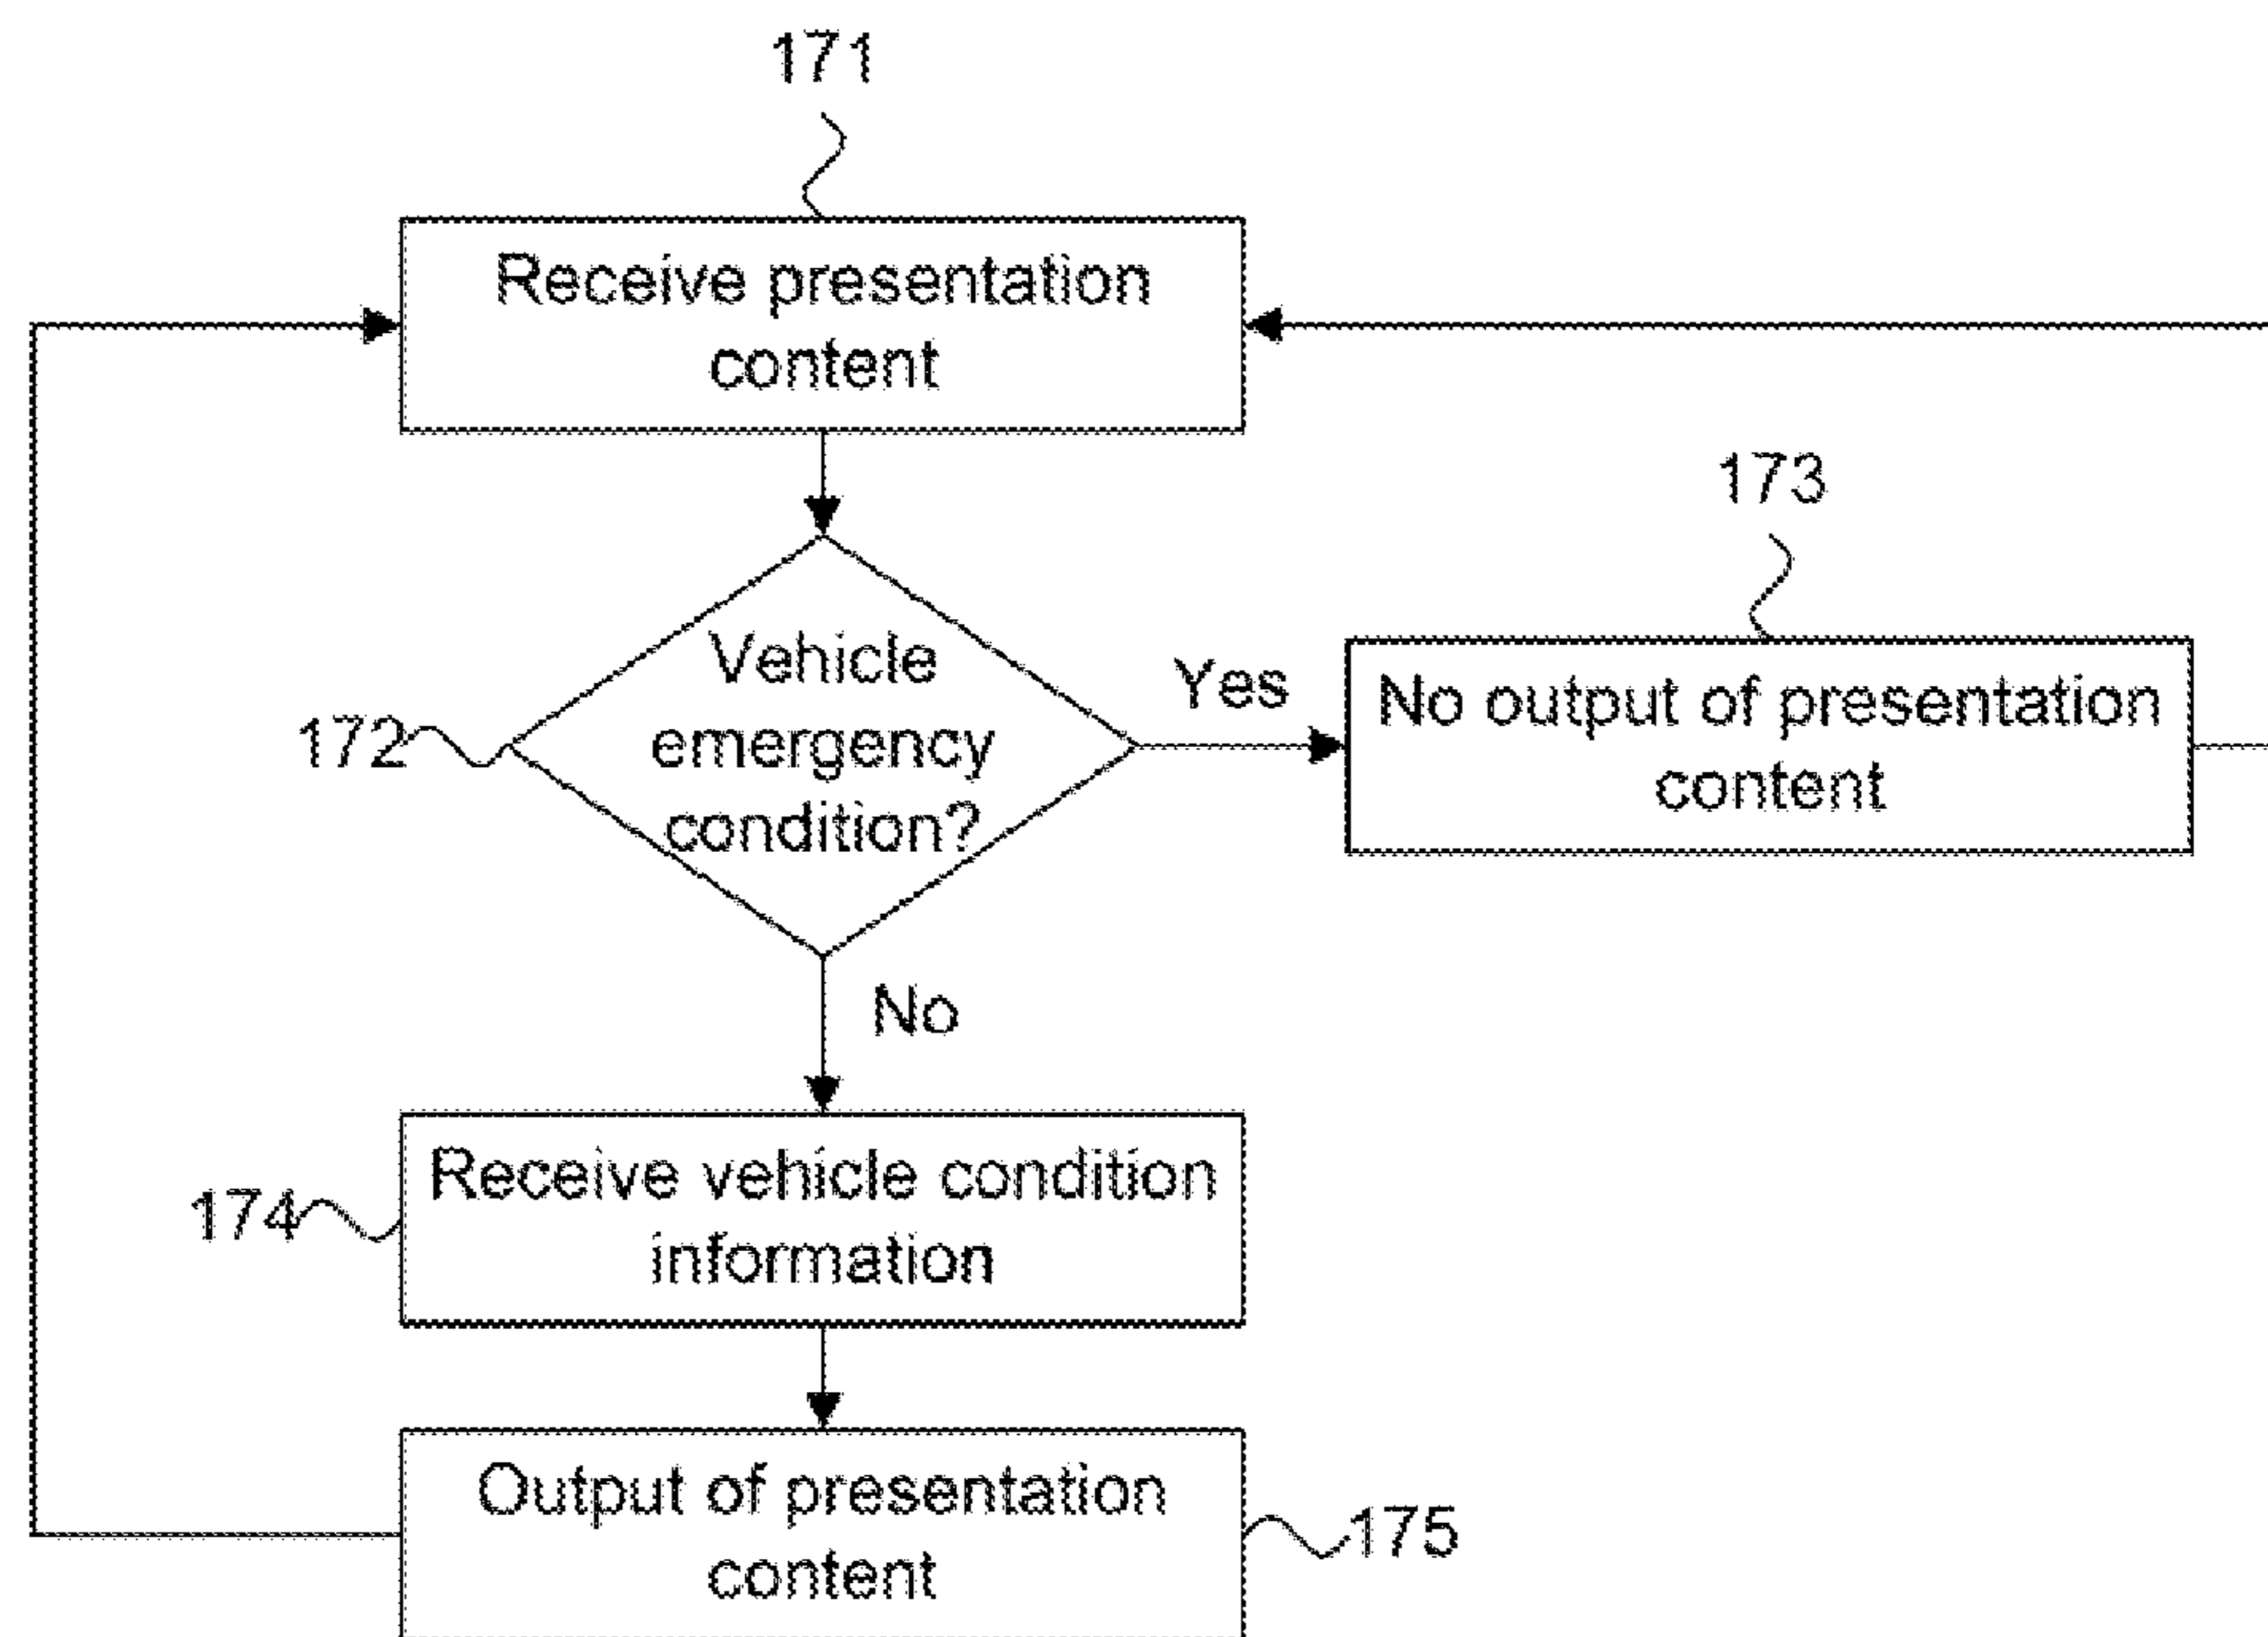 171
Receive presentation
content
173
Vehicle
emergency
condition?
Yes
No output of presentation
content
172
No
Receive vehicle condition
information
174
Output of presentation
content
175